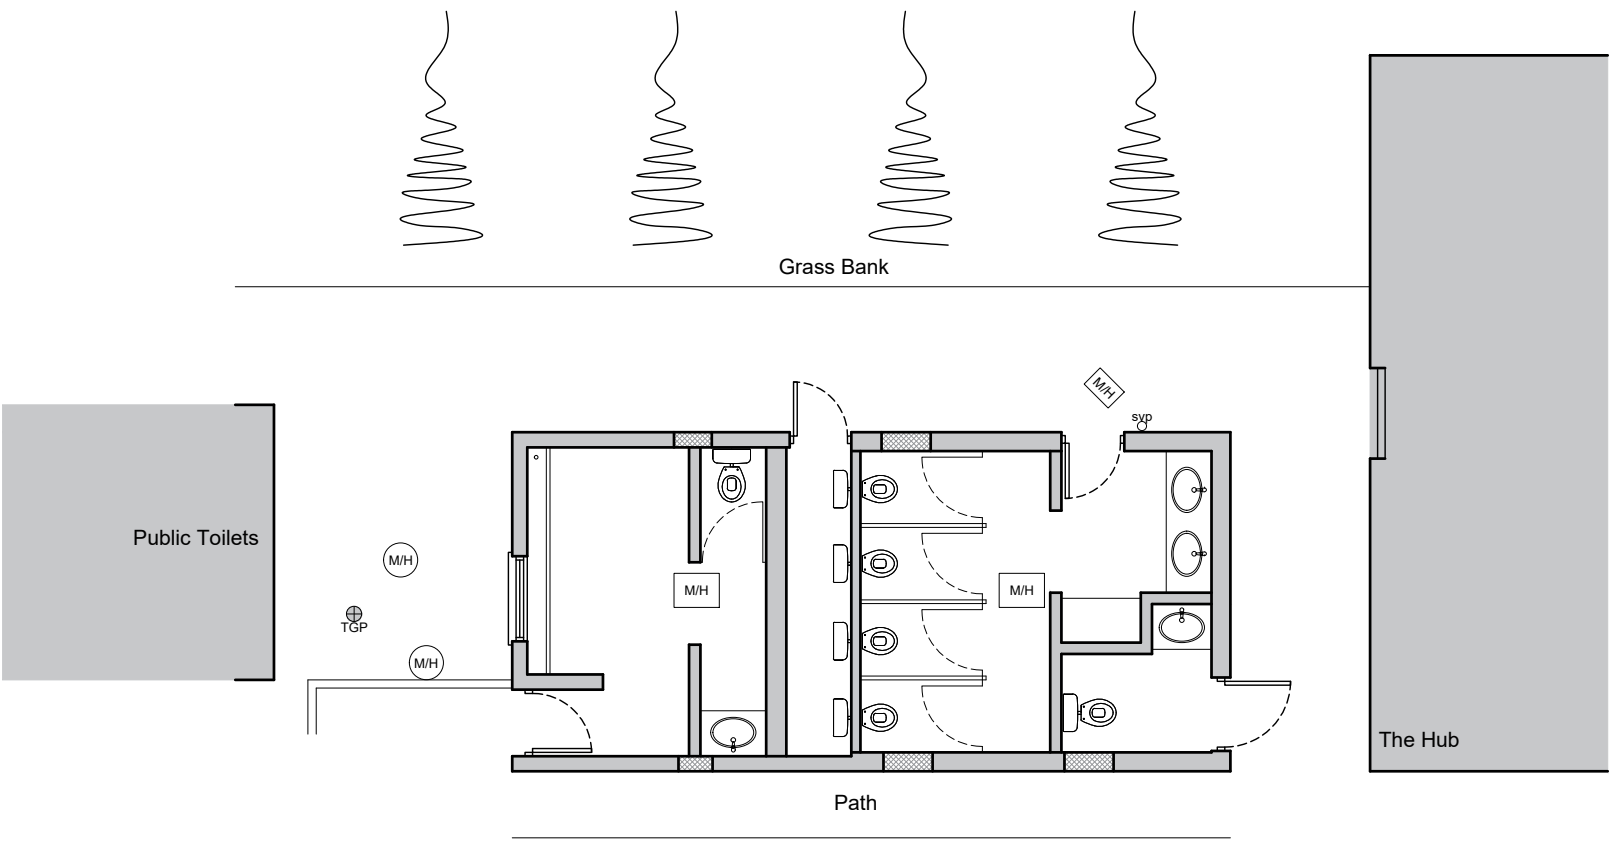 Grass Bank
M/H
svp
Public Toilets
M/H
M/H
M/H
TGP
M/H
The Hub
Path